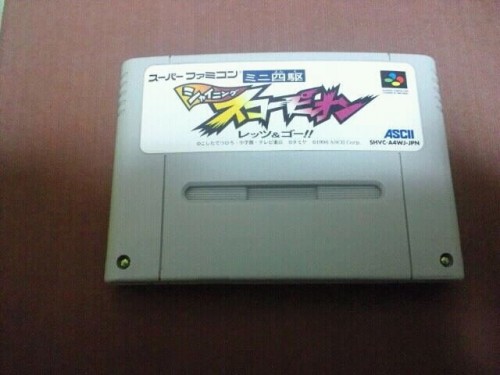 スーパーファミコン ミニ四駆
シャイニング
スコーピオン
レッツ&ゴー!!
ASCII
SHVC-A4WJ-JPN